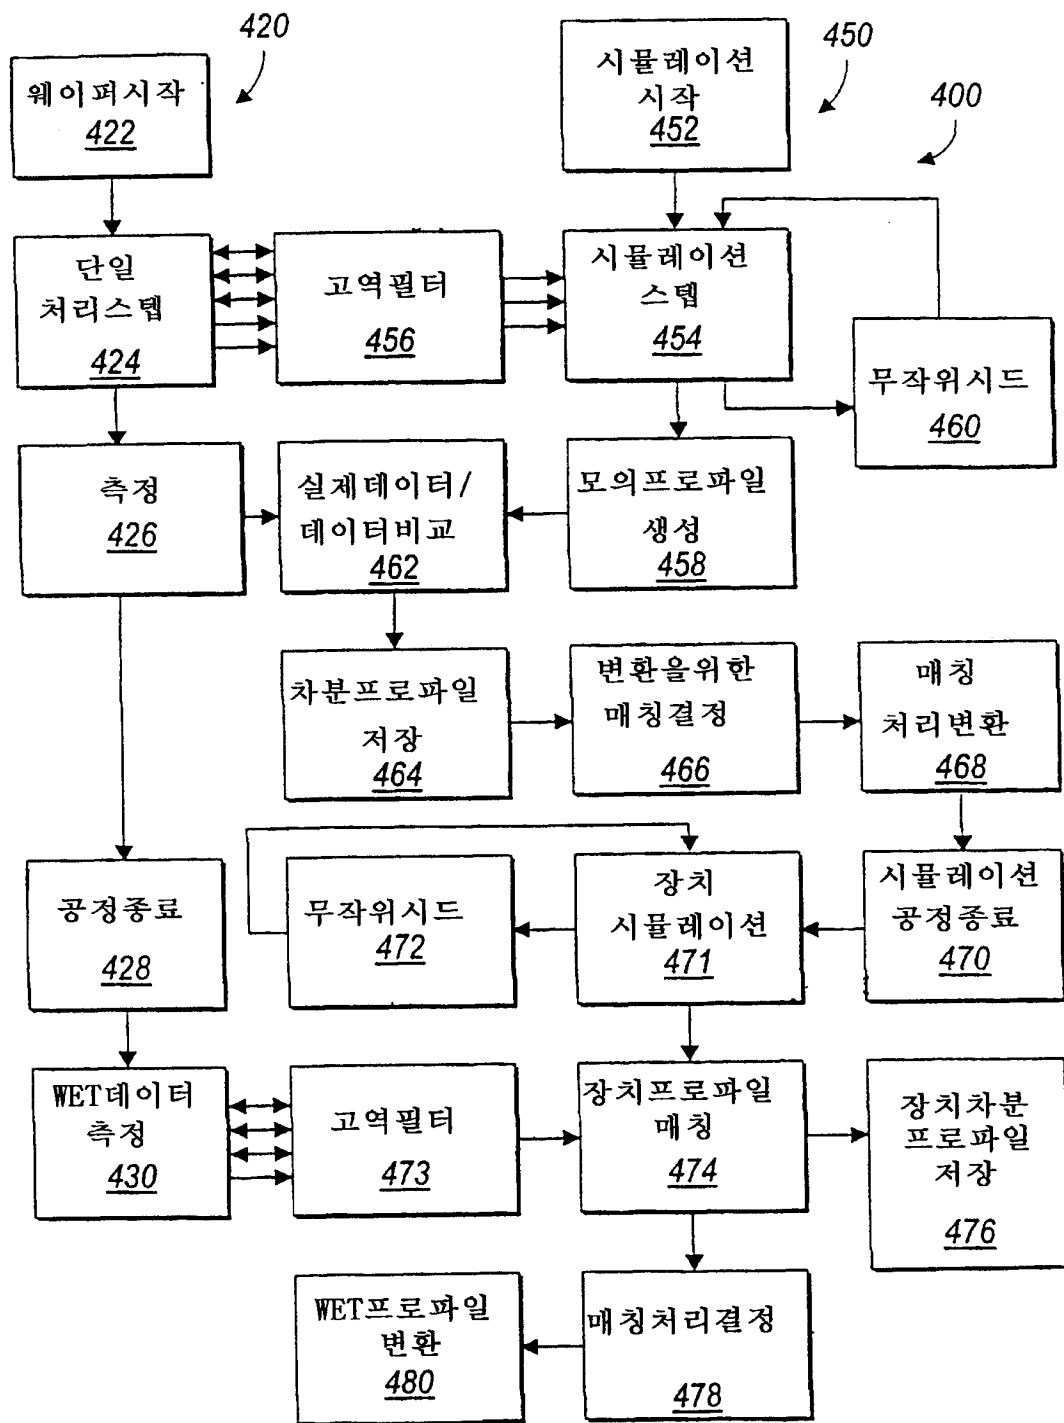 420
450
400
웨이퍼시작
422
시뮬레이션
시작
452
단일
처리스텝
424
고역필터
456
시뮬레이션
스텝
454
무작위시드
460
측정
426
실제데이터/
데이터비교
462
모의프로파일
생성
458
차분프로파일
저장
464
변환을위한
매칭결정
466
매칭
처리변환
468
공정종료
428
무작위시드
472
장치
시뮬레이션
471
시뮬레이션
공정종료
470
WET데이터
측정
430
고역필터
473
장치프로파일
매칭
474
장치차분
프로파일
저장
476
WET프로파일
변환
480
매칭처리결정
478